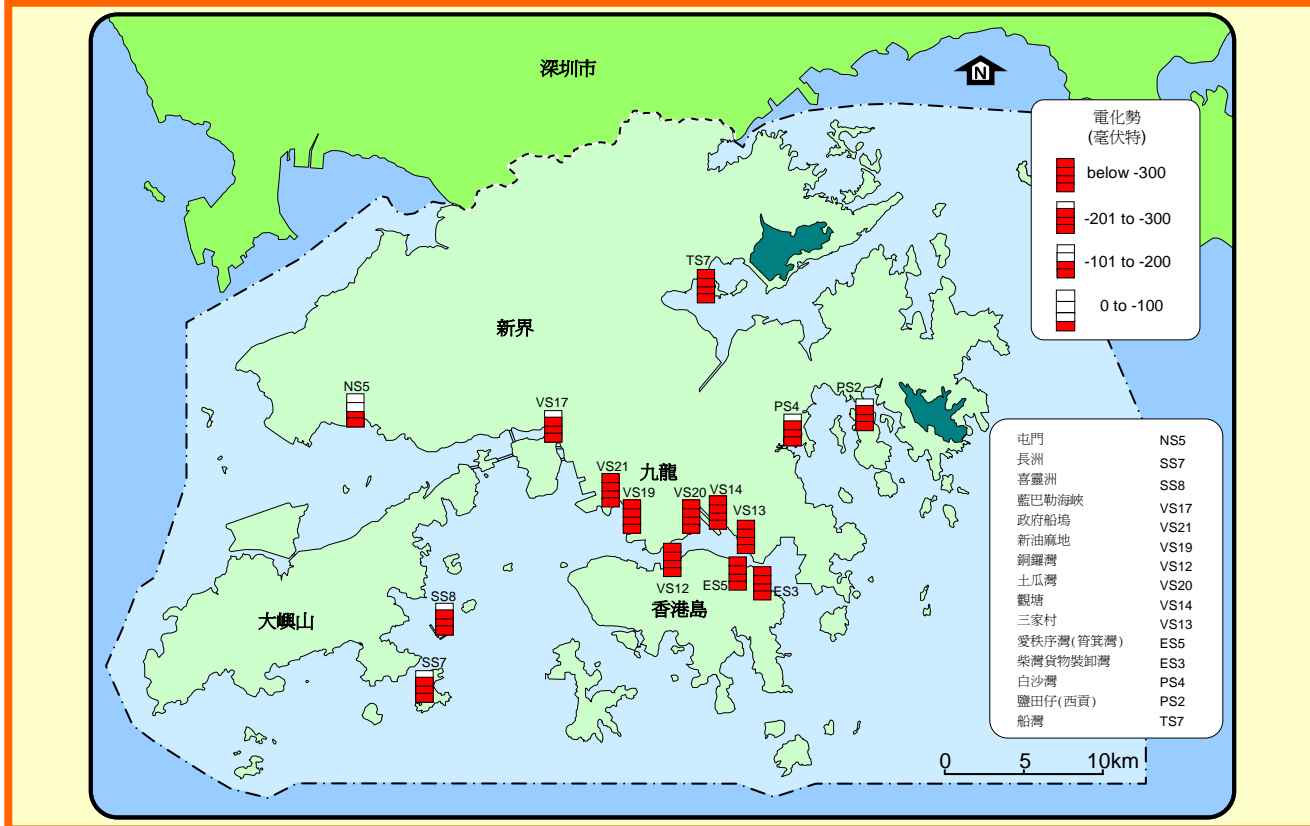 深圳市
N
電化勢
(毫伏特)
below -300
-201 to -300
-101 to -200
0 to -100
TS7
新界
NS5
VS17
PS4
PS2
九龍
VS21
VS19
VS20
VS14
VS13
VS12
ES5
ES3
香港島
大嶼山
SS8
SS7
屯門 NS5
長洲 SS7
喜靈洲 SS8
藍巴勒海峽 VS17
政府船塢 VS21
新油麻地 VS19
銅鑼灣 VS12
土瓜灣 VS20
觀塘 VS14
三家村 VS13
愛秩序灣(筲箕灣) ES5
柴灣貨物裝卸灣 ES3
白沙灣 PS4
鹽田仔(西貢) PS2
船灣 TS7
0 5 10km